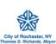 City of Rochester, NY
Thomas S. Richards, Mayor